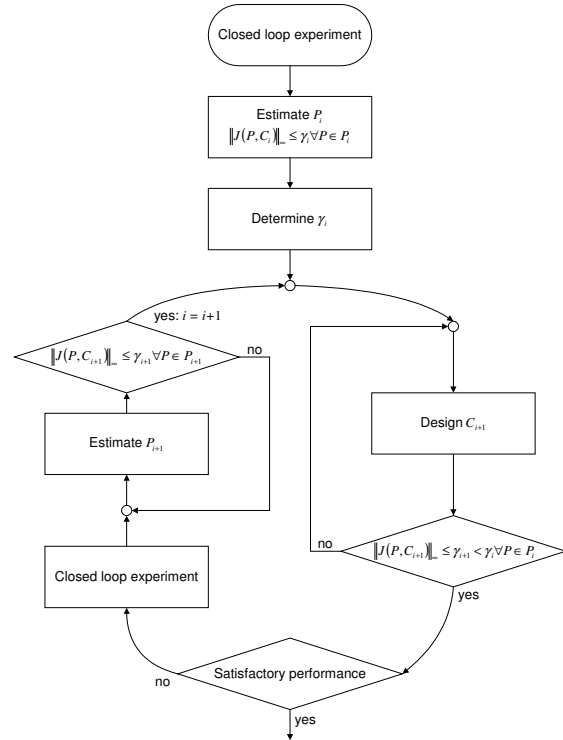 Closed loop experiment
Estimate P_i
‖J(P,C_i)‖_∞ ≤ γ_i ∀P ∈ P_i
Determine γ_i
yes: i = i+1
‖J(P,C_{i+1})‖_∞ ≤ γ_{i+1} ∀P ∈ P_{i+1}
no
Design C_{i+1}
Estimate P_{i+1}
‖J(P,C_{i+1})‖_∞ ≤ γ_{i+1} < γ_i ∀P ∈ P_i
no
Closed loop experiment
yes
Satisfactory performance
no
yes